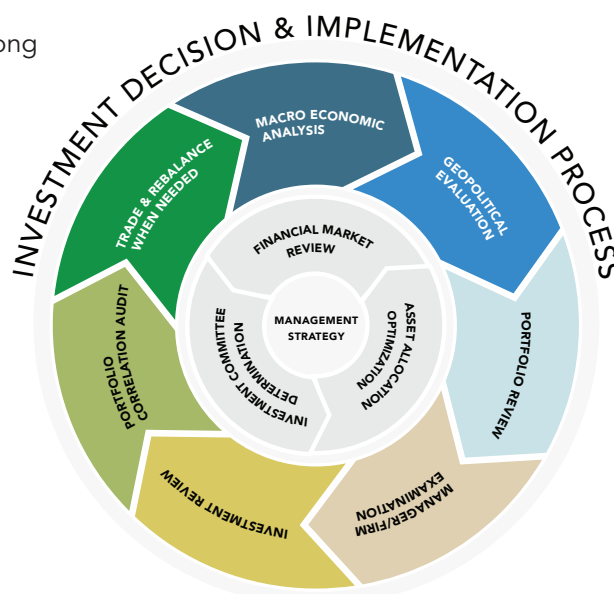 ong
INVESTMENT DECISION & IMPLEMENTATION PROCESS
MACRO ECONOMIC
ANALYSIS
GEOPOLITICAL
EVALUATION
PORTFOLIO REVIEW
MANAGER/FIRM
EXAMINATION
INVESTMENT REVIEW
PORTFOLIO
CORRELATION AUDIT
TRADE & REBALANCE
WHEN NEEDED
FINANCIAL MARKET
REVIEW
ASSET ALLOCATION
OPTIMIZATION
INVESTMENT COMMITTEE
DETERMINATION
MANAGEMENT
STRATEGY